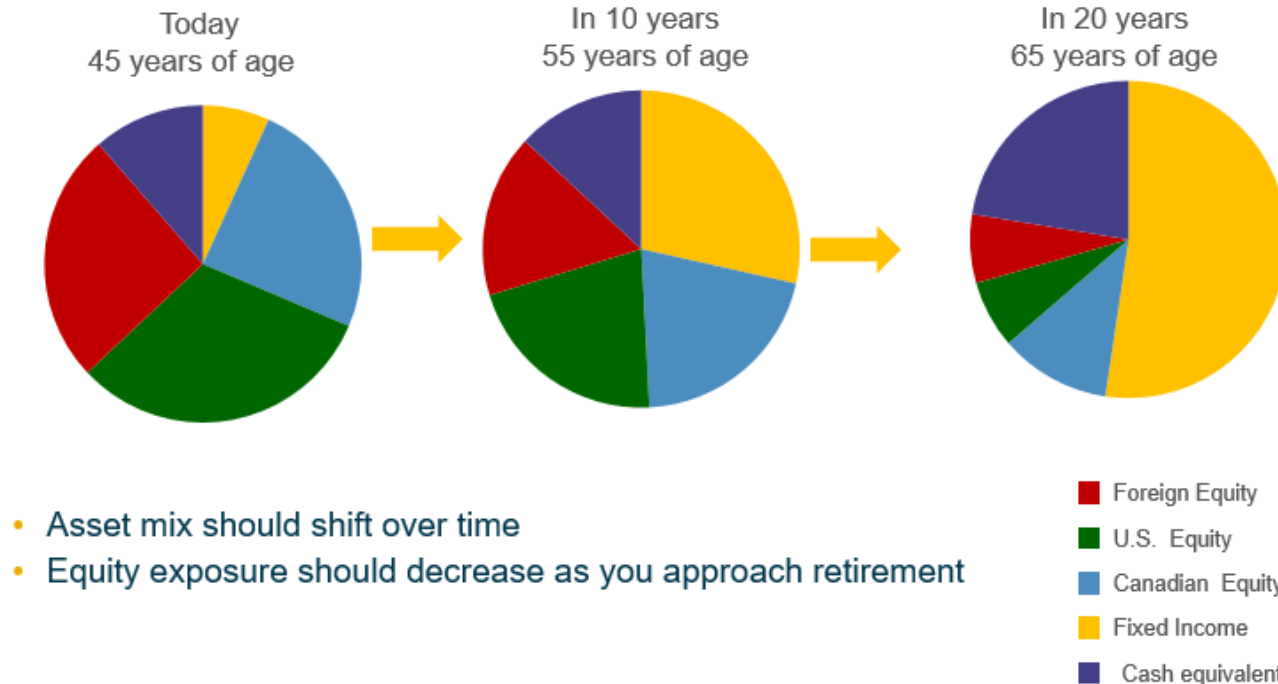 Today
45 years of age
In 10 years
55 years of age
In 20 years
65 years of age
• Asset mix should shift over time
• Equity exposure should decrease as you approach retirement
Foreign Equity
U.S. Equity
Canadian Equity
Fixed Income
Cash equivalent